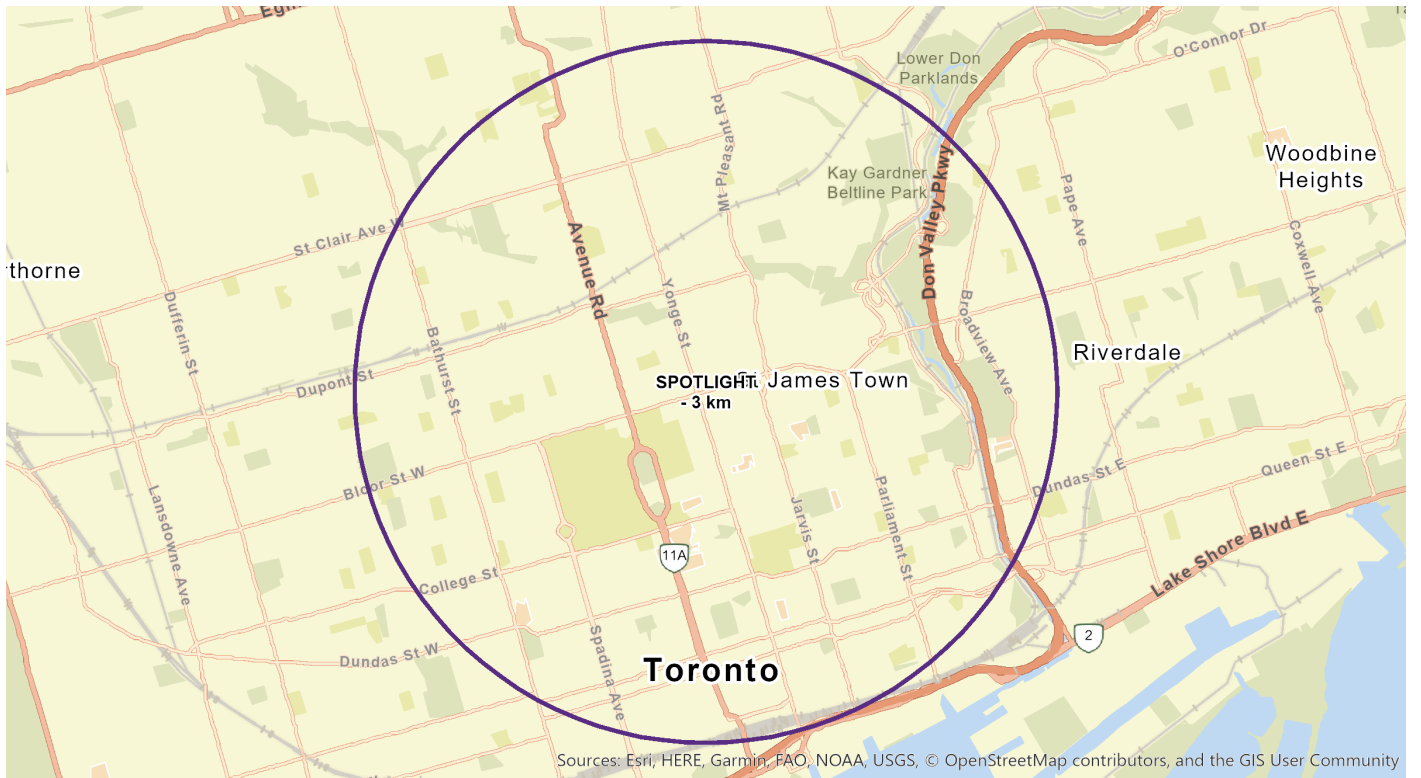 Egli
O'Connor Dr
Lower Don
Parklands
Mt Pleasant Rd
Woodbine
Heights
Kay Gardner
Beltline Park
Don Valley Pkwy
Pape Ave
St Clair Ave W
Avenue Rd
Coxwell Ave
rthorne
Dufferin St
Yonge St
Broadview Ave
Bathurst St
Riverdale
Dupont St
SPOTLIGHT
- 3 km
St James Town
Bloor St W
Queen St E
Dundas St E
Lansdowne Ave
Jarvis St
Parliament St
Lake Shore Blvd E
11A
College St
2
Dundas St W
Spadina Ave
Toronto
Sources: Esri, HERE, Garmin, FAO, NOAA, USGS, © OpenStreetMap contributors, and the GIS User Community